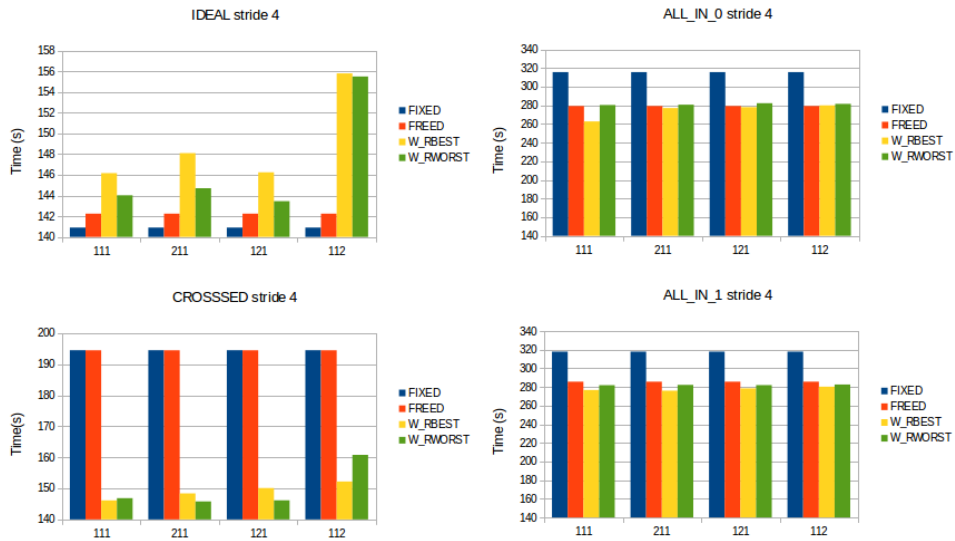 IDEAL stride 4
158
156
154
152
150
148
146
144
142
140
Time (s)
111
211
121
112
FIXED
FREED
W_RBEST
W_RWORST
ALL_IN_0 stride 4
340
320
300
280
260
240
220
200
180
160
140
Time (s)
111
211
121
112
FIXED
FREED
W_RBEST
W_RWORST
CROSSSED stride 4
200
190
180
170
160
150
140
Time(s)
111
211
121
112
FIXED
FREED
W_RBEST
W_RWORST
ALL_IN_1 stride 4
340
320
300
280
260
240
220
200
180
160
140
Time (s)
111
211
121
112
FIXED
FREED
W_RBEST
W_RWORST